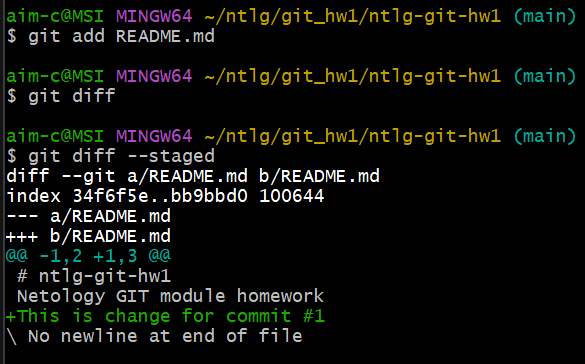 aim-c@MSI MINGW64 ~/ntlg/git_hw1/ntlg-git-hw1 (main)
$ git add README.md
aim-c@MSI MINGW64 ~/ntlg/git_hw1/ntlg-git-hw1 (main)
$ git diff
aim-c@MSI MINGW64 ~/ntlg/git_hw1/ntlg-git-hw1 (main)
$ git diff --staged
diff --git a/README.md b/README.md
index 34f6f5e..bb9bbd0 100644
--- a/README.md
+++ b/README.md
@@ -1,2 +1,3 @@
 # ntlg-git-hw1
 Netology GIT module homework
+This is change for commit #1
\ No newline at end of file